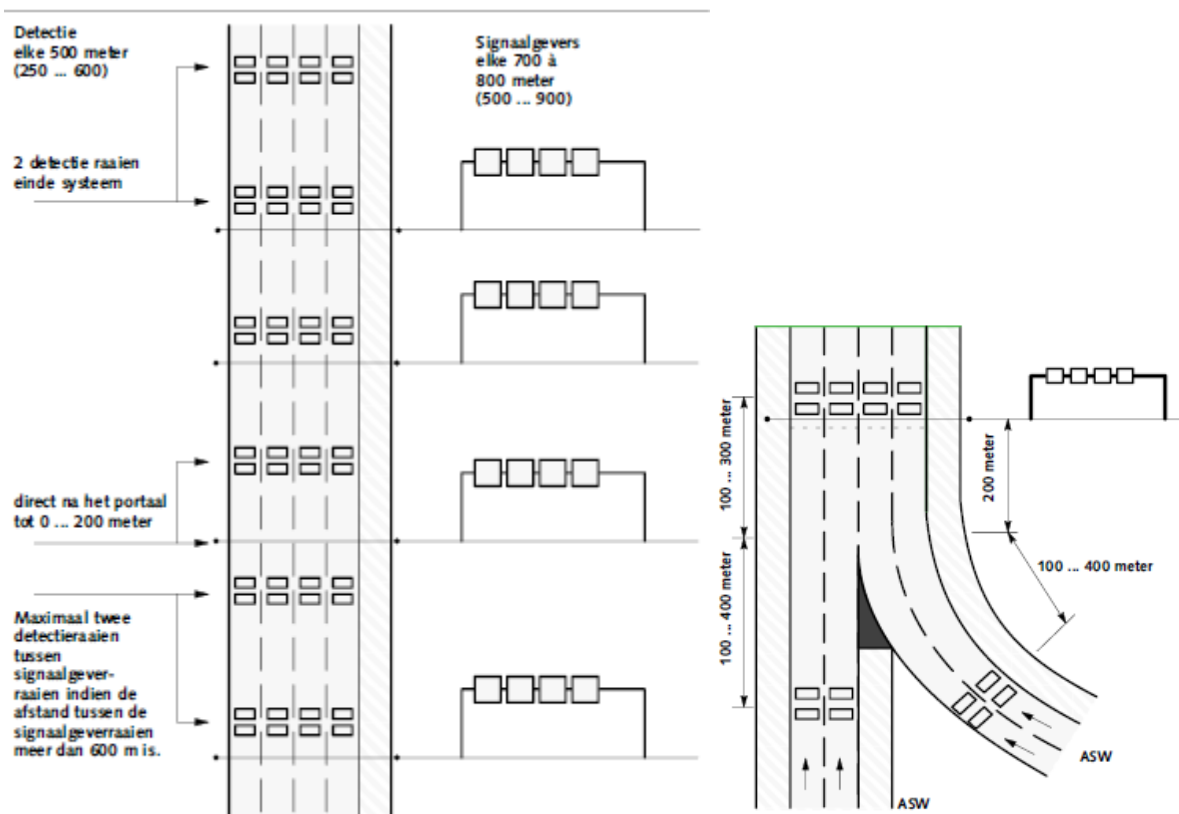 Detectie
elke 500 meter
(250 ... 600)
2 detectie raaien
einde systeem
direct na het portaal
tot 0 ... 200 meter
Maximaal twee
detectieraaien
tussen
signaalgever-
raaien indien de
afstand tussen de
signaalgeverraaien
meer dan 600 m is.
Signaalgevers
elke 700 à
800 meter
(500 ... 900)
100 ... 300 meter
100 ... 400 meter
200 meter
100 ... 400 meter
ASW
ASW